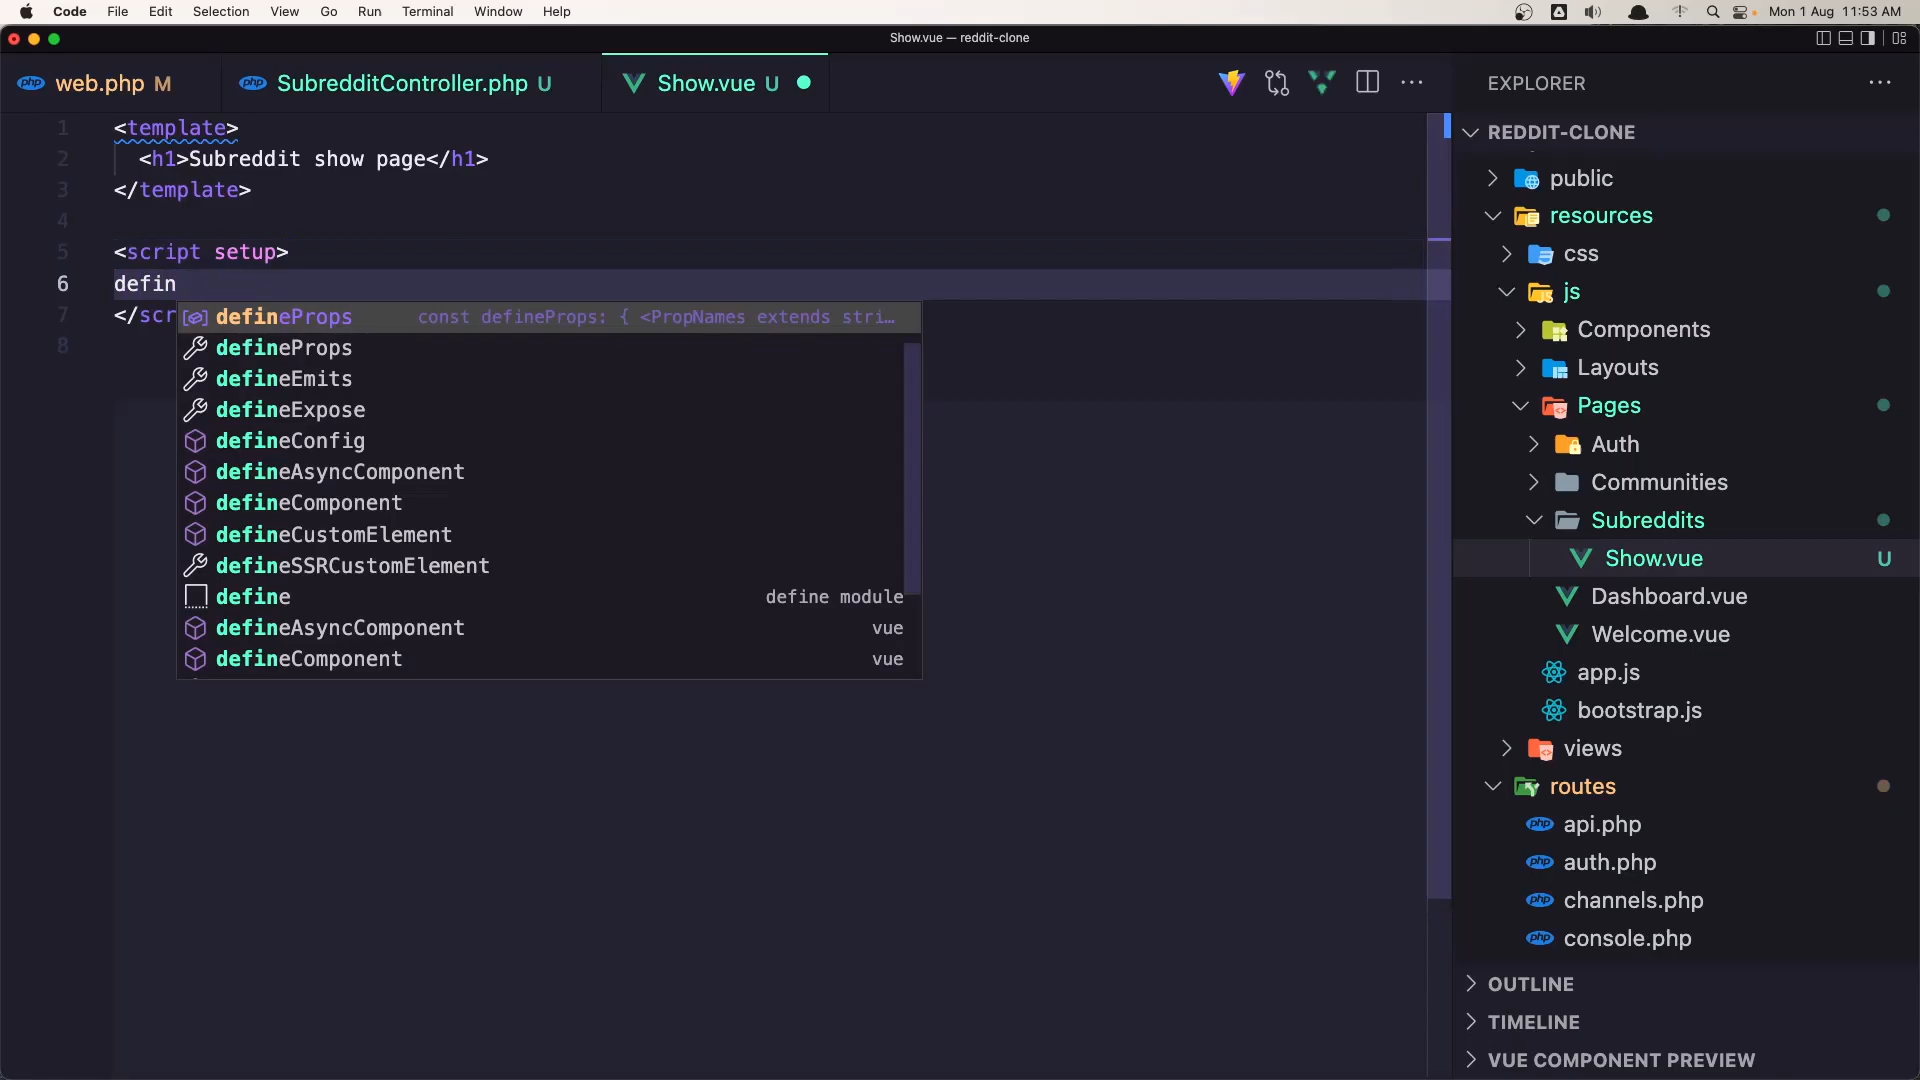 Code File Edit Selection View Go Run Terminal Window Help Mon 1 Aug 11:53 AM
Show.vue — reddit-clone
web.php M SubredditController.php U Show.vue U
1 <template>
2 <h1>Subreddit show page</h1>
3 </template>
4
5 <script setup>
6 defin
7 </scr
8
defineProps const defineProps: { <PropNames extends stri…
defineProps
defineEmits
defineExpose
defineConfig
defineAsyncComponent
defineComponent
defineCustomElement
defineSSRCustomElement
define define module
defineAsyncComponent vue
defineComponent vue
EXPLORER
REDDIT-CLONE
public
resources
css
js
Components
Layouts
Pages
Auth
Communities
Subreddits
Show.vue U
Dashboard.vue
Welcome.vue
app.js
bootstrap.js
views
routes
php api.php
php auth.php
php channels.php
php console.php
OUTLINE
TIMELINE
VUE COMPONENT PREVIEW